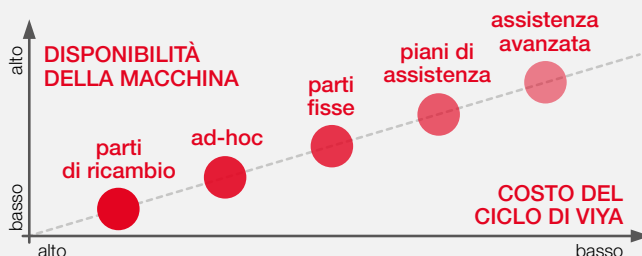 alto
DISPONIBILITÀ
DELLA MACCHINA
assistenza
avanzata
piani di
assistenza
parti
fisse
ad-hoc
parti
di ricambio
basso
COSTO DEL
CICLO DI VIYA
alto
basso